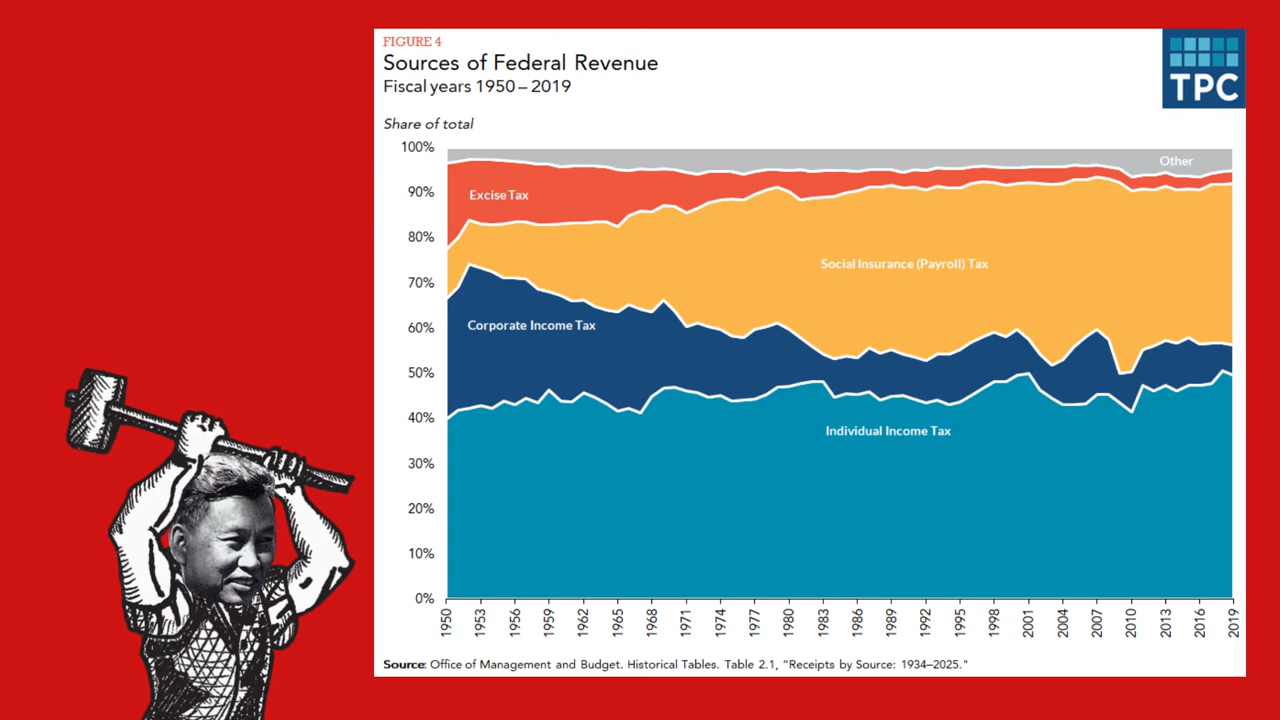 FIGURE 4
Sources of Federal Revenue
Fiscal years 1950 – 2019
TPC
Share of total
100%
90%
80%
70%
60%
50%
40%
30%
20%
10%
0%
Other
Excise Tax
Social Insurance (Payroll) Tax
Corporate Income Tax
Individual Income Tax
1950 1953 1956 1959 1962 1965 1968 1971 1974 1977 1980 1983 1986 1989 1992 1995 1998 2001 2004 2007 2010 2013 2016 2019
Source: Office of Management and Budget. Historical Tables. Table 2.1, "Receipts by Source: 1934–2025."